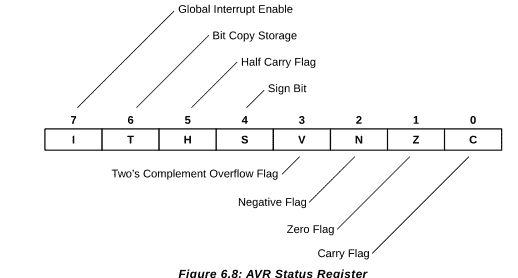 Global Interrupt Enable
Bit Copy Storage
Half Carry Flag
Sign Bit
7 6 5 4 3 2 1 0
I T H S V N Z C
Two's Complement Overflow Flag
Negative Flag
Zero Flag
Carry Flag
Figure 6.8: AVR Status Register